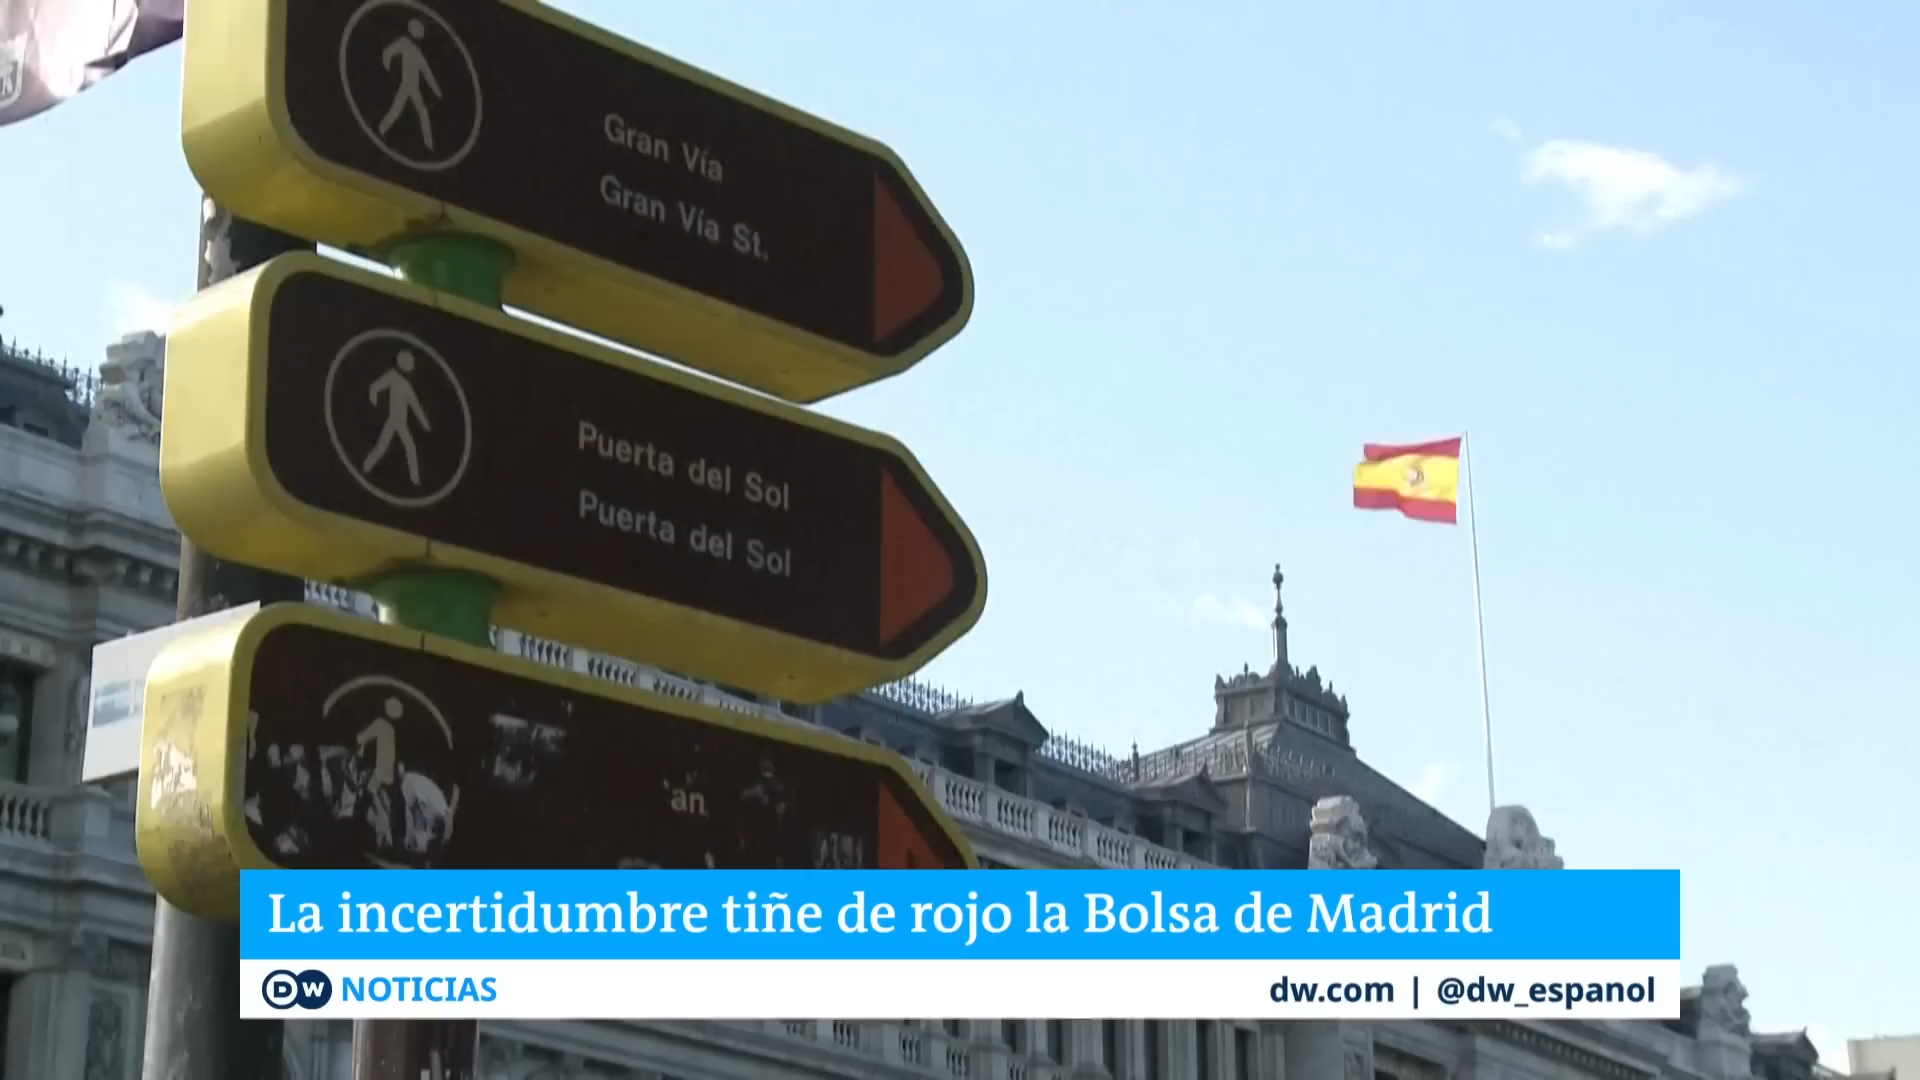 Gran Vía
Gran Vía St.
Puerta del Sol
Puerta del Sol
an
La incertidumbre tiñe de rojo la Bolsa de Madrid
DW NOTICIAS
dw.com | @dw_espanol